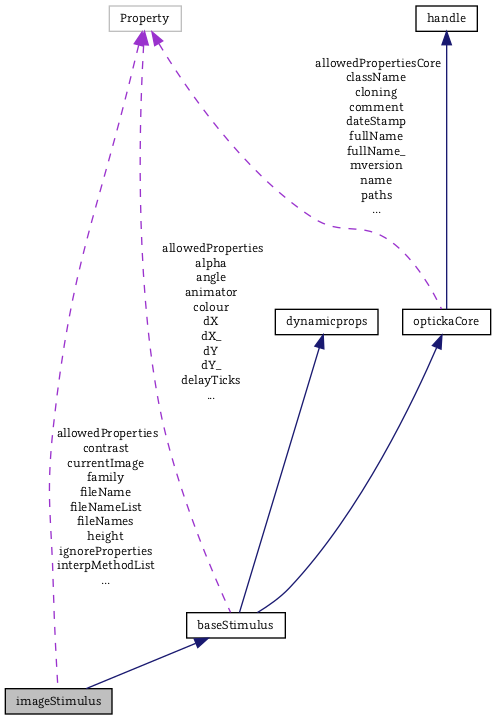 Property
handle
allowedPropertiesCore
className
cloning
comment
dateStamp
fullName
fullName_
mversion
name
paths
...
allowedProperties
alpha
angle
animator
colour
dX
dX_
dY
dY_
delayTicks
...
dynamicprops
optickaCore
allowedProperties
contrast
currentImage
family
fileName
fileNameList
fileNames
height
ignoreProperties
interpMethodList
...
baseStimulus
imageStimulus